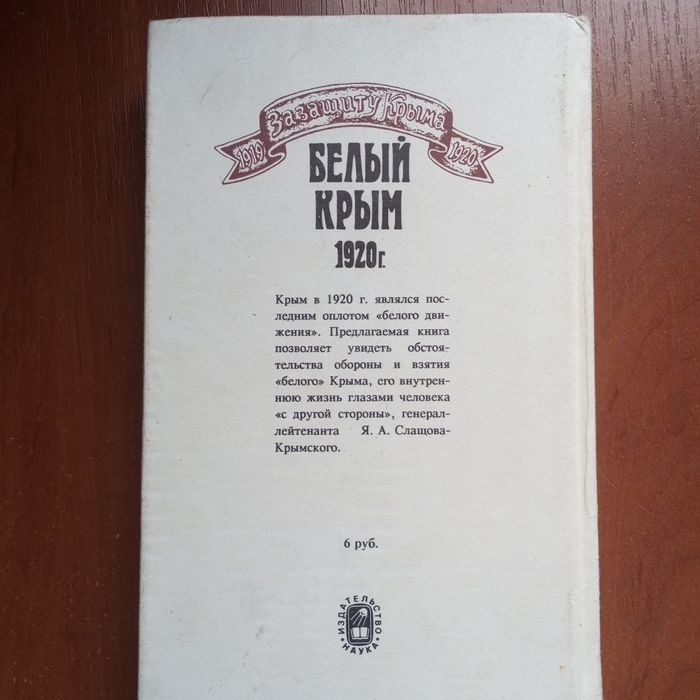 За защиту Крыма
1919
1920
БЕЛЫЙ
КРЫМ
1920г.
Крым в 1920 г. являлся пос-
ледним оплотом «белого дви-
жения». Предлагаемая книга
позволяет увидеть обстоя-
тельства обороны и взятия
«белого» Крыма, его внутрен-
нюю жизнь глазами человека
«с другой стороны», генерал-
лейтенанта Я. А. Слащова-
Крымского.
6 руб.
ИЗДАТЕЛЬСТВО
НАУКА